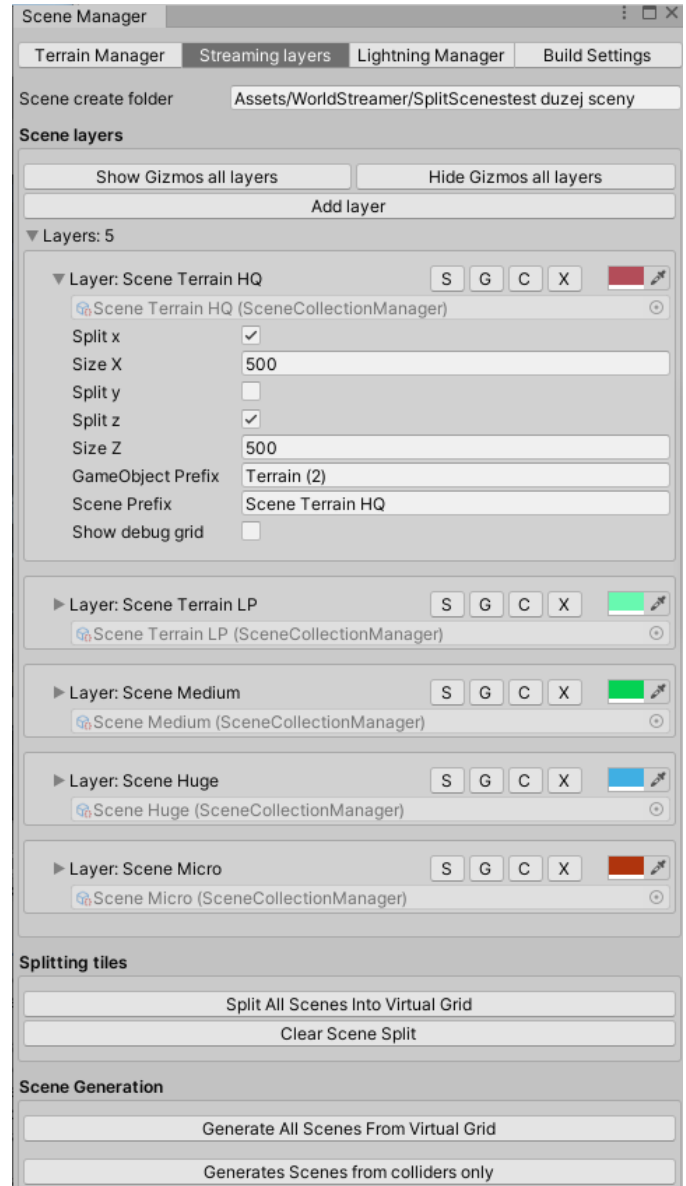 Scene Manager
Terrain Manager Streaming layers Lightning Manager Build Settings
Scene create folder Assets/WorldStreamer/SplitScenestest duzej sceny
Scene layers
Show Gizmos all layers Hide Gizmos all layers
Add layer
Layers: 5
Layer: Scene Terrain HQ S G C X
Scene Terrain HQ (SceneCollectionManager)
Split x
Size X 500
Split y
Split z
Size Z 500
GameObject Prefix Terrain (2)
Scene Prefix Scene Terrain HQ
Show debug grid
Layer: Scene Terrain LP S G C X
Scene Terrain LP (SceneCollectionManager)
Layer: Scene Medium S G C X
Scene Medium (SceneCollectionManager)
Layer: Scene Huge S G C X
Scene Huge (SceneCollectionManager)
Layer: Scene Micro S G C X
Scene Micro (SceneCollectionManager)
Splitting tiles
Split All Scenes Into Virtual Grid
Clear Scene Split
Scene Generation
Generate All Scenes From Virtual Grid
Generates Scenes from colliders only